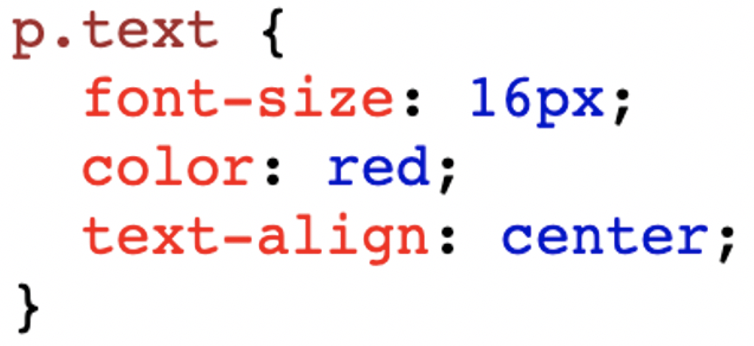 p.text {
  font-size: 16px;
  color: red;
  text-align: center;
}